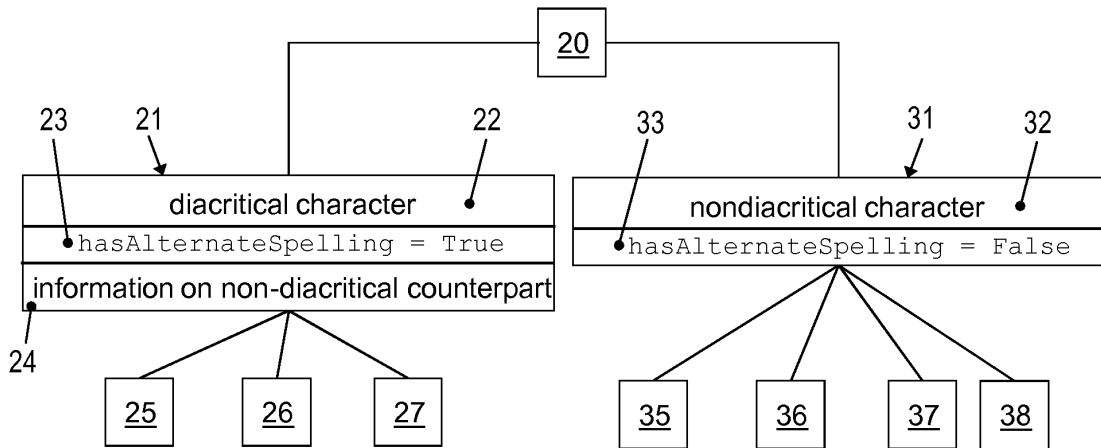 20
23 21 22 33 31 32
diacritical character
nondiacritical character
hasAlternateSpelling = True
hasAlternateSpelling = False
information on non-diacritical counterpart
24
25 26 27 35 36 37 38